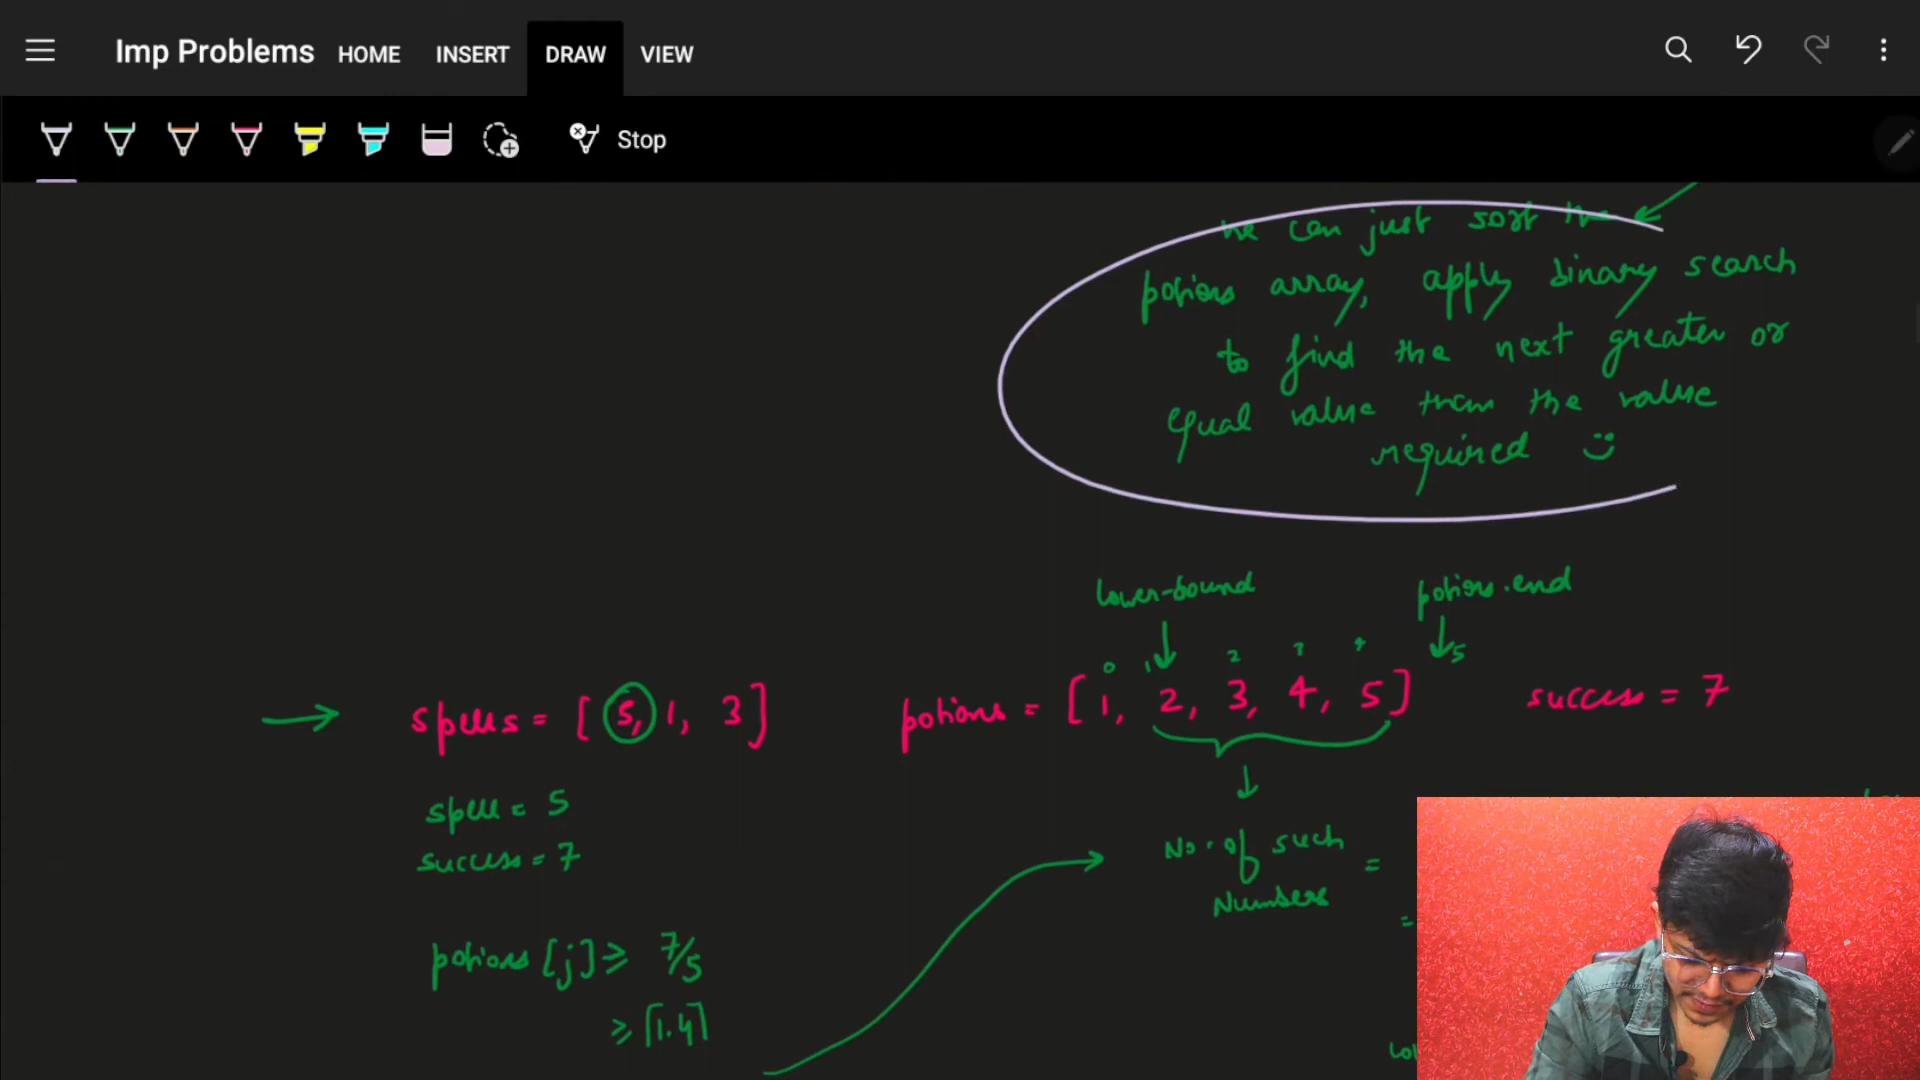 Imp Problems HOME INSERT DRAW VIEW
Stop
we can just sort the
potions array, apply binary search
to find the next greater or
equal value than the value
required
lower-bound
potions.end
0 1 2 3 4 5
spells = [5, 1, 3]
potions = [1, 2, 3, 4, 5]
success = 7
spell = 5
success = 7
No. of such =
Numbers
=
potions [j] ≥ 7/5
≥ ⌈1.4⌉